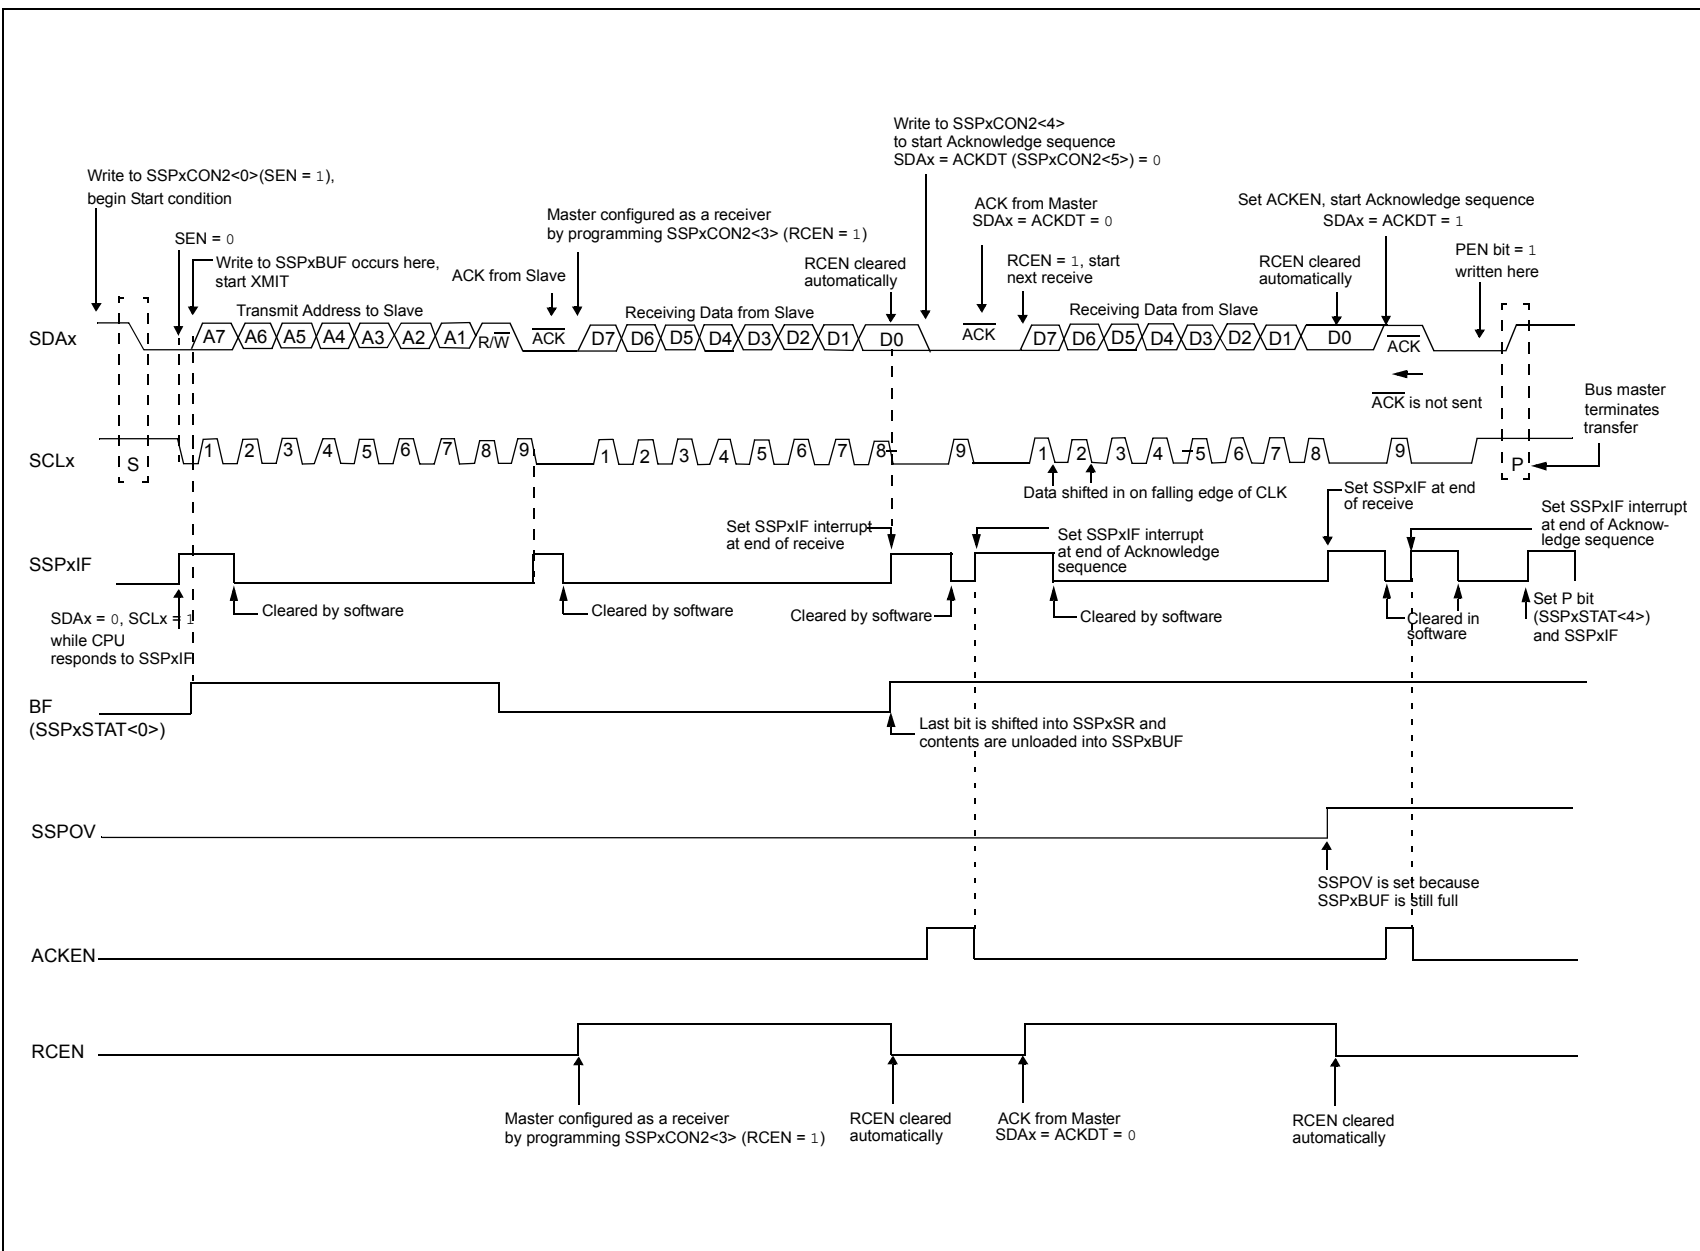 Write to SSPxCON2<4>
to start Acknowledge sequence
SDAx = ACKDT (SSPxCON2<5>) = 0
Write to SSPxCON2<0>(SEN = 1),
begin Start condition
ACK from Master
SDAx = ACKDT = 0
Set ACKEN, start Acknowledge sequence
SDAx = ACKDT = 1
Master configured as a receiver
by programming SSPxCON2<3> (RCEN = 1)
SEN = 0
PEN bit = 1
written here
Write to SSPxBUF occurs here,
start XMIT
ACK from Slave
RCEN cleared
automatically
RCEN = 1, start
next receive
RCEN cleared
automatically
Transmit Address to Slave
Receiving Data from Slave
Receiving Data from Slave
SDAx
A7 A6 A5 A4 A3 A2 A1 R/W ACK D7 D6 D5 D4 D3 D2 D1 D0 ACK D7 D6 D5 D4 D3 D2 D1 D0 ACK
ACK is not sent
Bus master
terminates
transfer
SCLx
S 1 2 3 4 5 6 7 8 9 1 2 3 4 5 6 7 8 9 1 2 3 4 5 6 7 8 9 P
Data shifted in on falling edge of CLK
Set SSPxIF at end
of receive
Set SSPxIF interrupt
at end of receive
Set SSPxIF interrupt
at end of Acknowledge
sequence
Set SSPxIF interrupt
at end of Acknow-
ledge sequence
SSPxIF
SDAx = 0, SCLx = 1
while CPU
responds to SSPxIF
Cleared by software
Cleared by software
Cleared by software
Cleared by software
Cleared in
software
Set P bit
(SSPxSTAT<4>)
and SSPxIF
BF
(SSPxSTAT<0>)
Last bit is shifted into SSPxSR and
contents are unloaded into SSPxBUF
SSPOV
SSPOV is set because
SSPxBUF is still full
ACKEN
RCEN
Master configured as a receiver
by programming SSPxCON2<3> (RCEN = 1)
RCEN cleared
automatically
ACK from Master
SDAx = ACKDT = 0
RCEN cleared
automatically